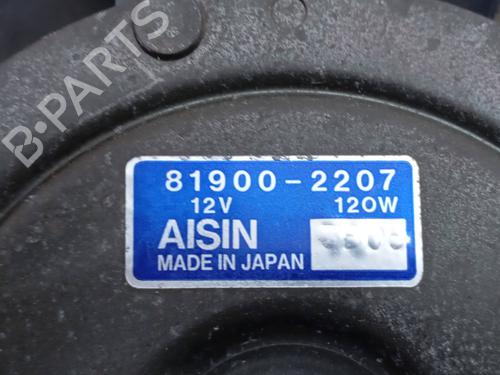 B-PARTS
81900-2207
12V 120W
AISIN
MADE IN JAPAN